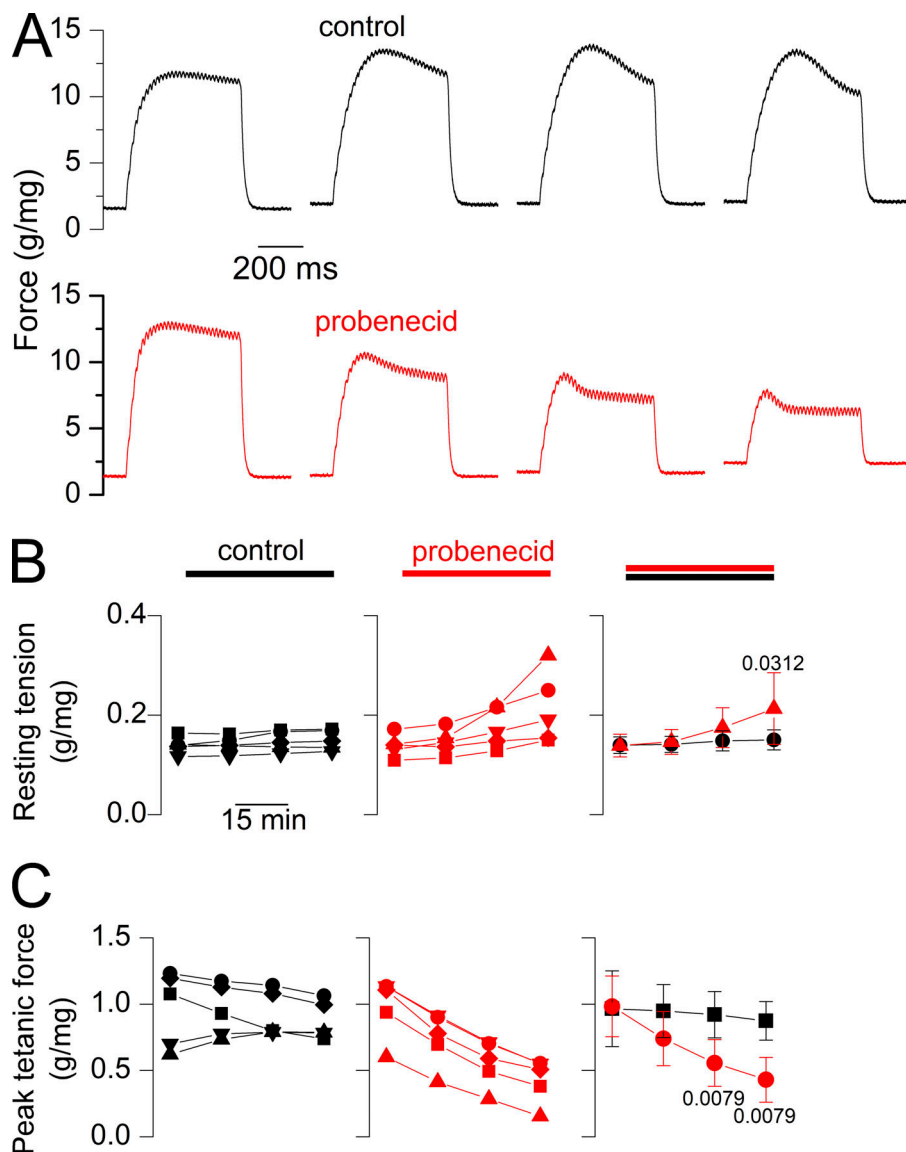 A
control
15
10
5
0
Force (g/mg)
200 ms
probenecid
15
10
5
0
B
control
probenecid
Resting tension
(g/mg)
0.4
0.2
0.0
15 min
0.0312
C
Peak tetanic force
(g/mg)
1.5
1.0
0.5
0.0
0.0079
0.0079